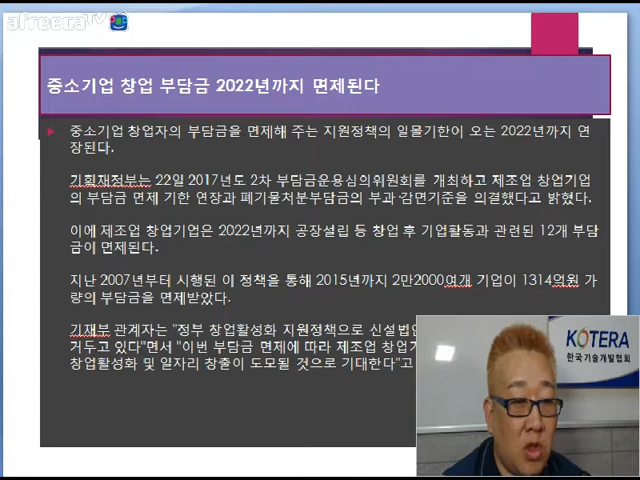 afreecaTV
중소기업 창업 부담금 2022년까지 면제된다
중소기업 창업자의 부담금을 면제해 주는 지원정책의 일몰기한이 오는 2022년까지 연
장된다.
기획재정부는 22일 2017년도 2차 부담금운용심의위원회를 개최하고 제조업 창업기업
의 부담금 면제 기한 연장과 폐기물처분부담금의 부과·감면기준을 의결했다고 밝혔다.
이에 제조업 창업기업은 2022년까지 공장설립 등 창업 후 기업활동과 관련된 12개 부담
금이 면제된다.
지난 2007년부터 시행된 이 정책을 통해 2015년까지 2만2000여개 기업이 1314억원 가
량의 부담금을 면제받았다.
기재부 관계자는 "정부 창업활성화 지원정책으로 신설법인
거두고 있다"면서 "이번 부담금 면제에 따라 제조업 창업기
창업활성화 및 일자리 창출이 도모될 것으로 기대한다"고
KOTERA
한국기술개발협회